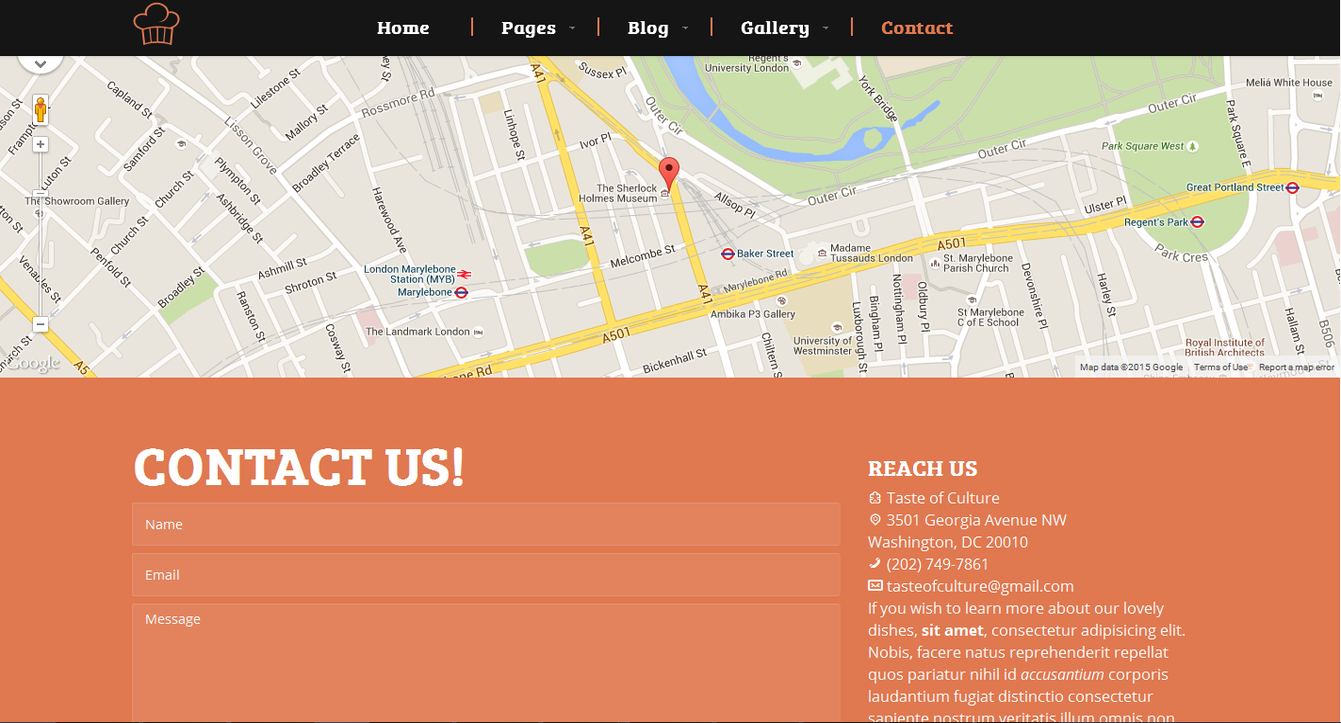 Home
Pages
Blog
Gallery
Contact
Regent's
University London
Sussex Pl
A41
York Bridge
Outer Cir
Meliá White House
Capland St
Lilestone St
Mallory St
Rossmore Rd
Lisson Grove
Linhope St
Ivor Pl
Outer Cir
Outer Cir
Park Square E
Park Square West
Luton St
Samford St
Plympton St
Broadley Terrace
Church St
The Sherlock
Holmes Museum
Allsop Pl
Outer Cir
Great Portland Street
The Showroom Gallery
Ashbridge St
Harewood Ave
Ulster Pl
Regent's Park
Church St
Penfold St
A41
Melcombe St
Baker Street
Madame
Tussauds London
A501
Park Cres
Ashmill St
Shroton St
Broadley St
London Marylebone
Station (MYB)
Marylebone
St. Marylebone
Parish Church
Marylebone Rd
A41
Ambika P3 Gallery
Nottingham Pl
Oldbury Pl
Devonshire Pl
Harley St
Ranston St
Cosway St
The Landmark London
A501
Luxborough St
Bingham Pl
St Marylebone
C of E School
Hallam St
B506
University of
Westminster
Chiltern S
Bickenhall St
Royal Institute of
British Architects
Google
A5
Map data ©2015 Google
Terms of Use
Report a map error
CONTACT US!
Name
Email
Message
REACH US
Taste of Culture
3501 Georgia Avenue NW
Washington, DC 20010
(202) 749-7861
tasteofculture@gmail.com
If you wish to learn more about our lovely
dishes, sit amet, consectetur adipisicing elit.
Nobis, facere natus reprehenderit repellat
quos pariatur nihil id accusantium corporis
laudantium fugiat distinctio consectetur
sapiente nostrum veritatis illum omnis non